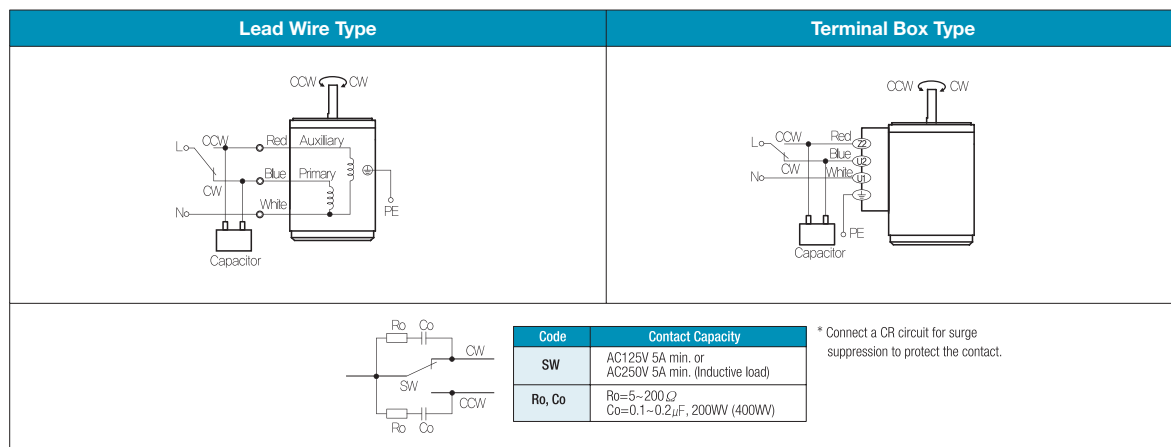 Lead Wire Type
Terminal Box Type
CCW CW
L CCW Red Auxilliary
Blue Primary
CW
White
N
PE
Capacitor
CCW CW
CCW Red Z2
L
Blue U2
CW
White U1
N
PE
Capacitor
Ro Co
CW
SW
CCW
Ro Co
Code Contact Capacity
SW AC125V 5A min. or
AC250V 5A min. (Inductive load)
Ro, Co Ro=5~200Ω
Co=0.1~0.2μF, 200WV (400WV)
* Connect a CR circuit for surge
suppression to protect the contact.